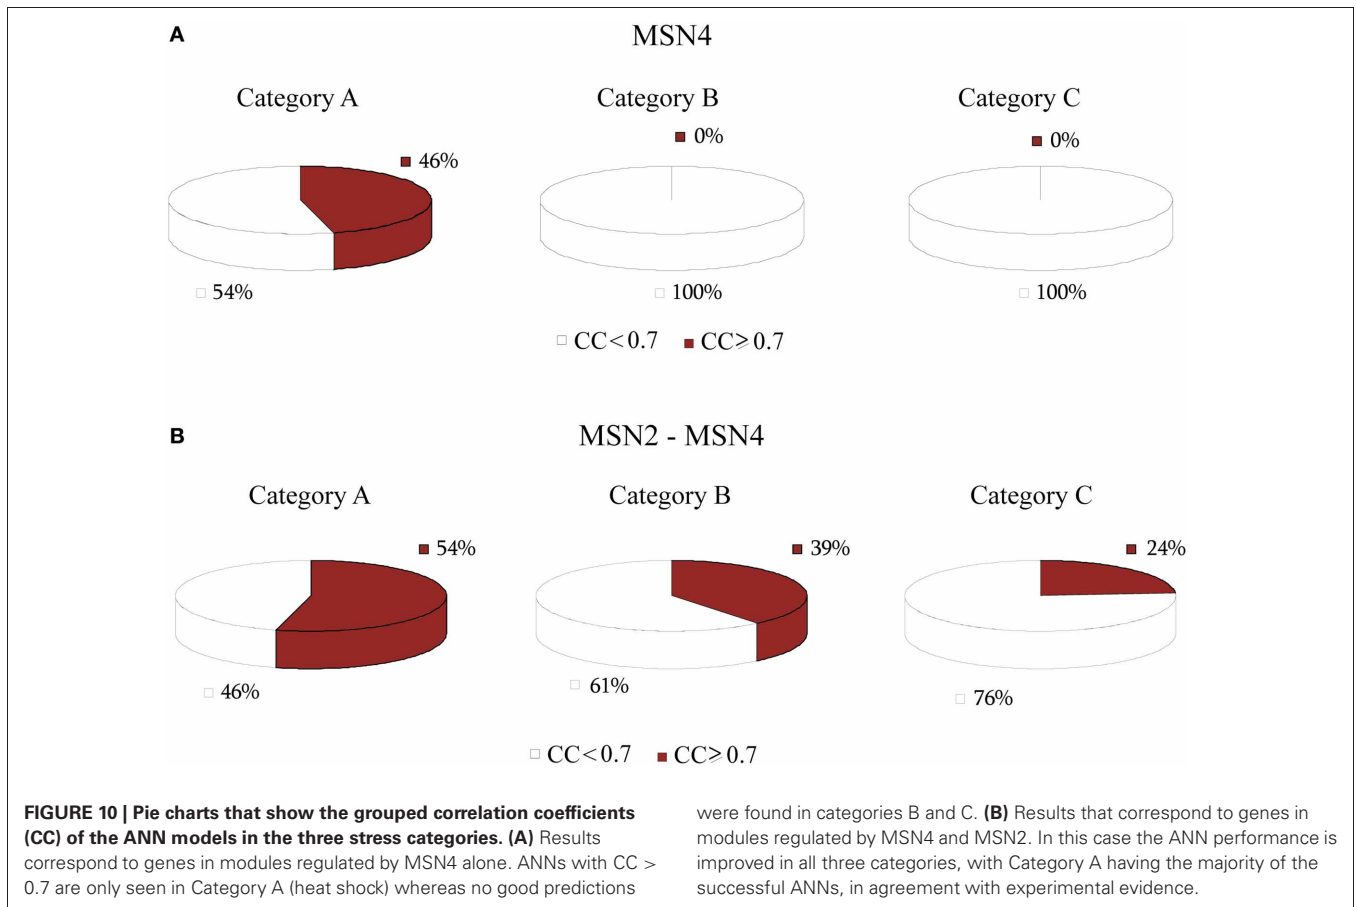 A
MSN4
Category A
Category B
Category C
46%
0%
0%
54%
100%
100%
CC<0.7 CC≥0.7
B
MSN2 - MSN4
Category A
Category B
Category C
54%
39%
24%
46%
61%
76%
CC<0.7 CC≥0.7
FIGURE 10 | Pie charts that show the grouped correlation coefficients
(CC) of the ANN models in the three stress categories. (A) Results
correspond to genes in modules regulated by MSN4 alone. ANNs with CC >
0.7 are only seen in Category A (heat shock) whereas no good predictions
were found in categories B and C. (B) Results that correspond to genes in
modules regulated by MSN4 and MSN2. In this case the ANN performance is
improved in all three categories, with Category A having the majority of the
successful ANNs, in agreement with experimental evidence.